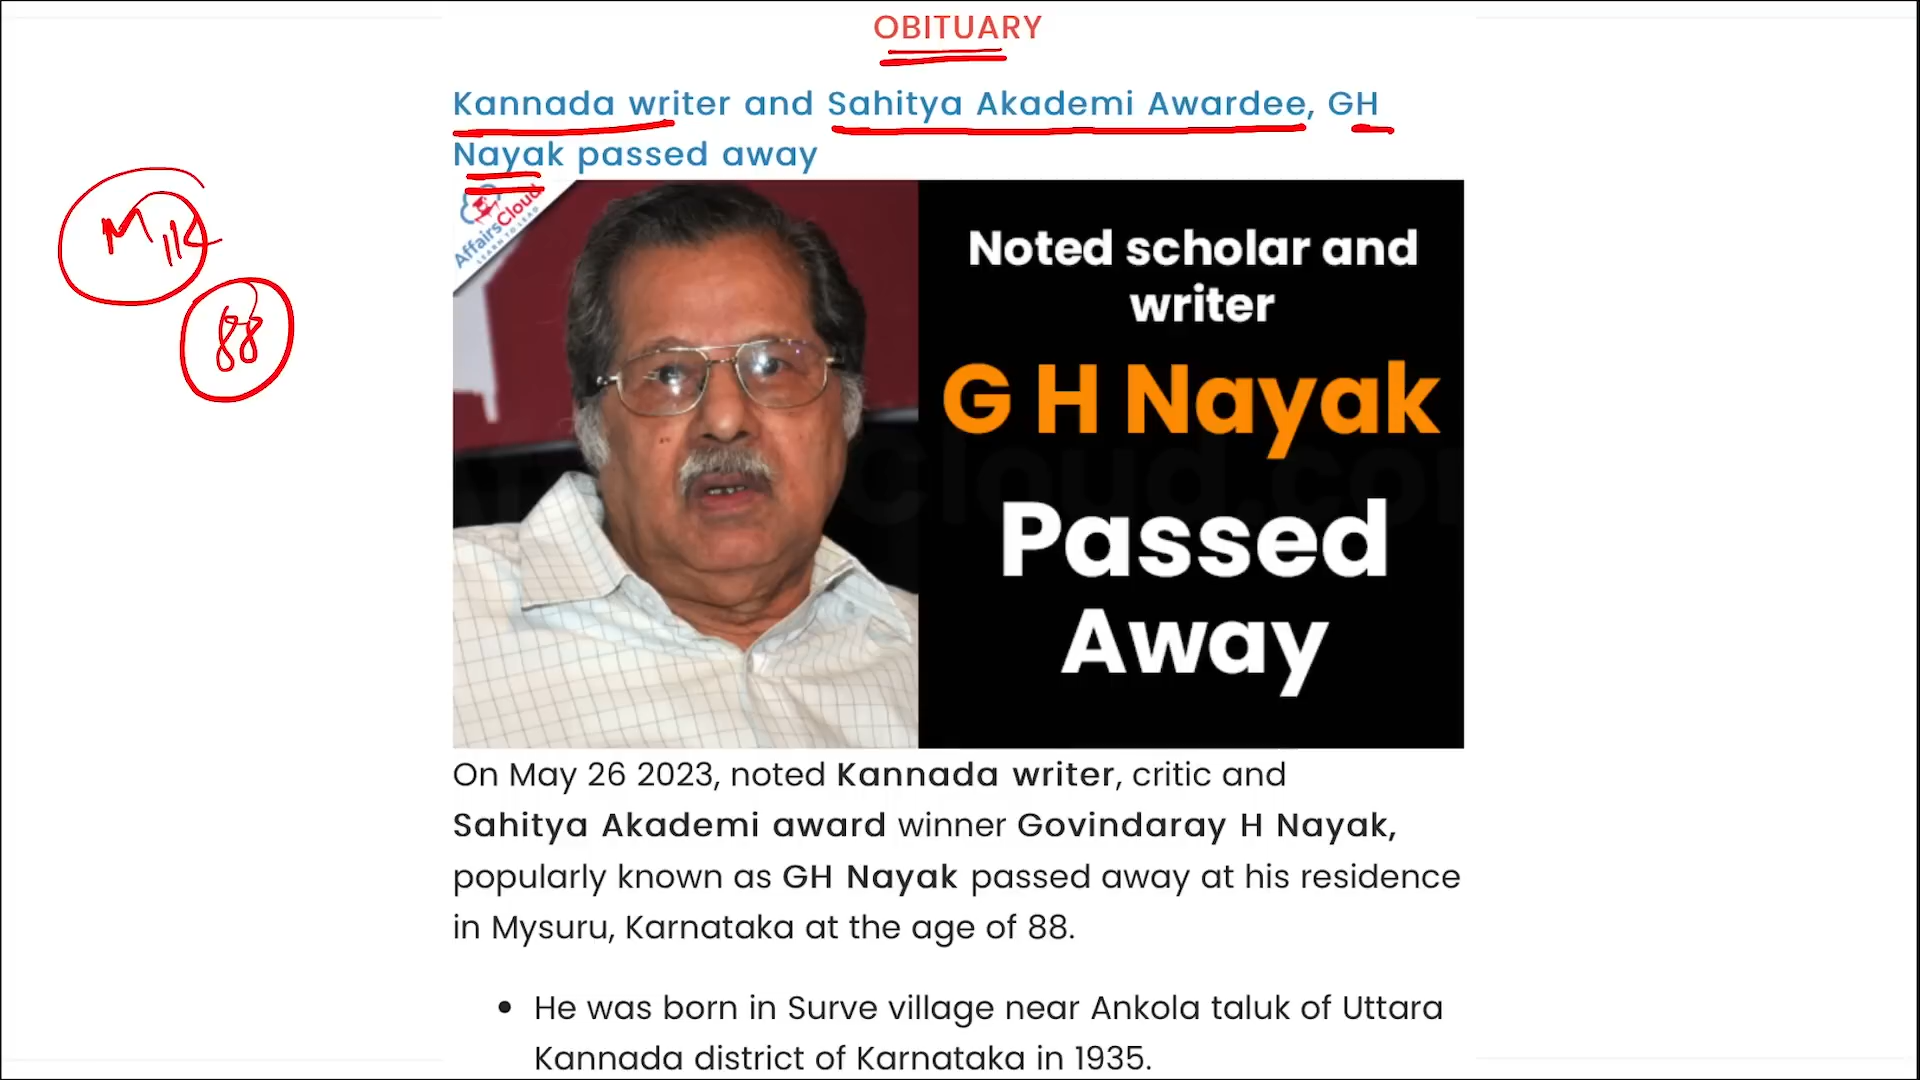 OBITUARY
Kannada writer and Sahitya Akademi Awardee, GH
Nayak passed away
AffairsCloud
LEARN TO LEAD
88
Noted scholar and
writer
G H Nayak
Passed
Away
On May 26 2023, noted Kannada writer, critic and
Sahitya Akademi award winner Govindaray H Nayak,
popularly known as GH Nayak passed away at his residence
in Mysuru, Karnataka at the age of 88.
• He was born in Surve village near Ankola taluk of Uttara
Kannada district of Karnataka in 1935.